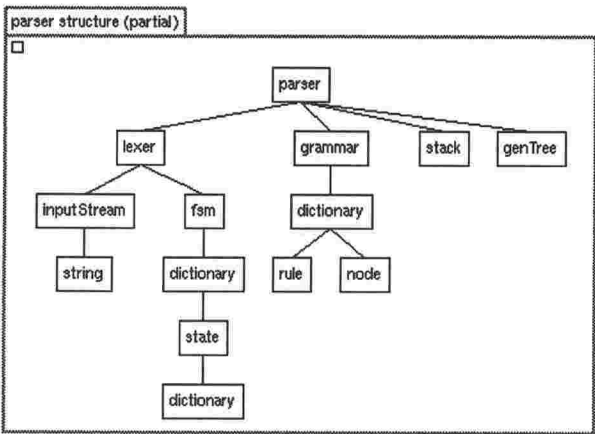 parser structure (partial)
parser
lexer grammar stack genTree
inputStream fsm dictionary
string dictionary rule node
state
dictionary